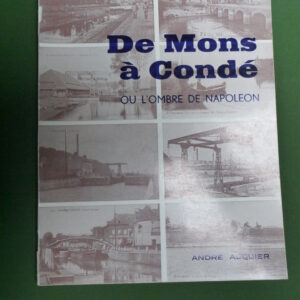 De Mons
à Condé
OU L'OMBRE DE NAPOLEON
ANDRÉ AUQUIER